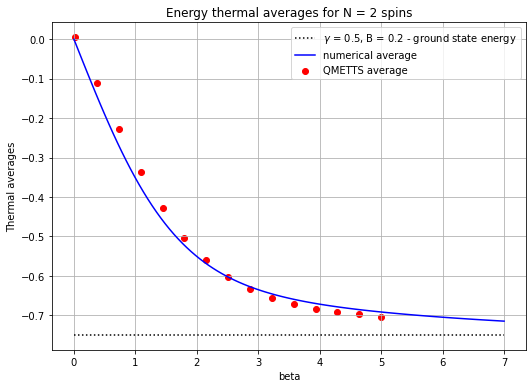 Energy thermal averages for N = 2 spins
γ = 0.5, B = 0.2 - ground state energy
numerical average
QMETTS average
Thermal averages
0.0
−0.1
−0.2
−0.3
−0.4
−0.5
−0.6
−0.7
0 1 2 3 4 5 6 7
beta